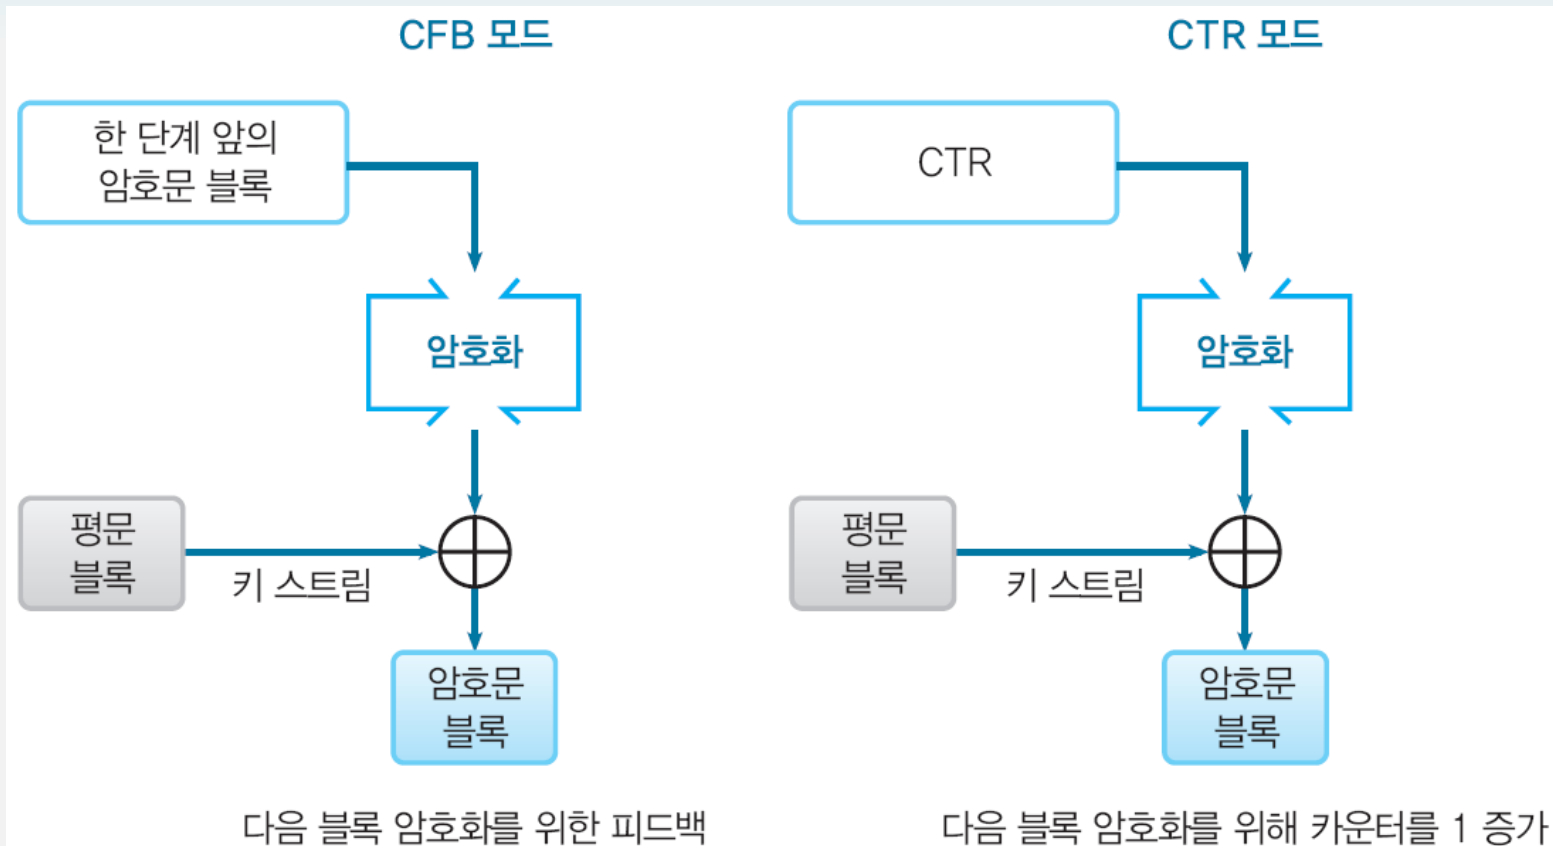 CFB 모드
한 단계 앞의
암호문 블록
암호화
평문
블록
키 스트림
암호문
블록
다음 블록 암호화를 위한 피드백
CTR 모드
CTR
암호화
평문
블록
키 스트림
암호문
블록
다음 블록 암호화를 위해 카운터를 1 증가